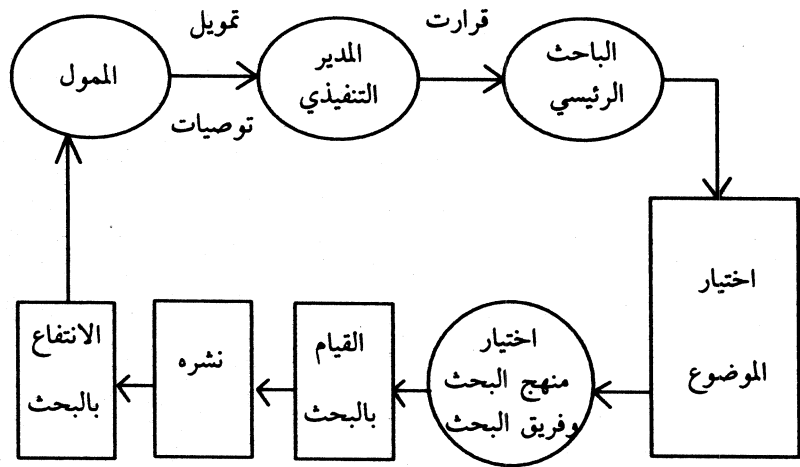 الممول
تمويل
توصيات
المدير
التنفيذي
قرارت
الباحث
الرئيسي
اختيار
الموضوع
اختيار
منهج البحث
وفريق البحث
القيام
بالبحث
نشره
الانتفاع
بالبحث